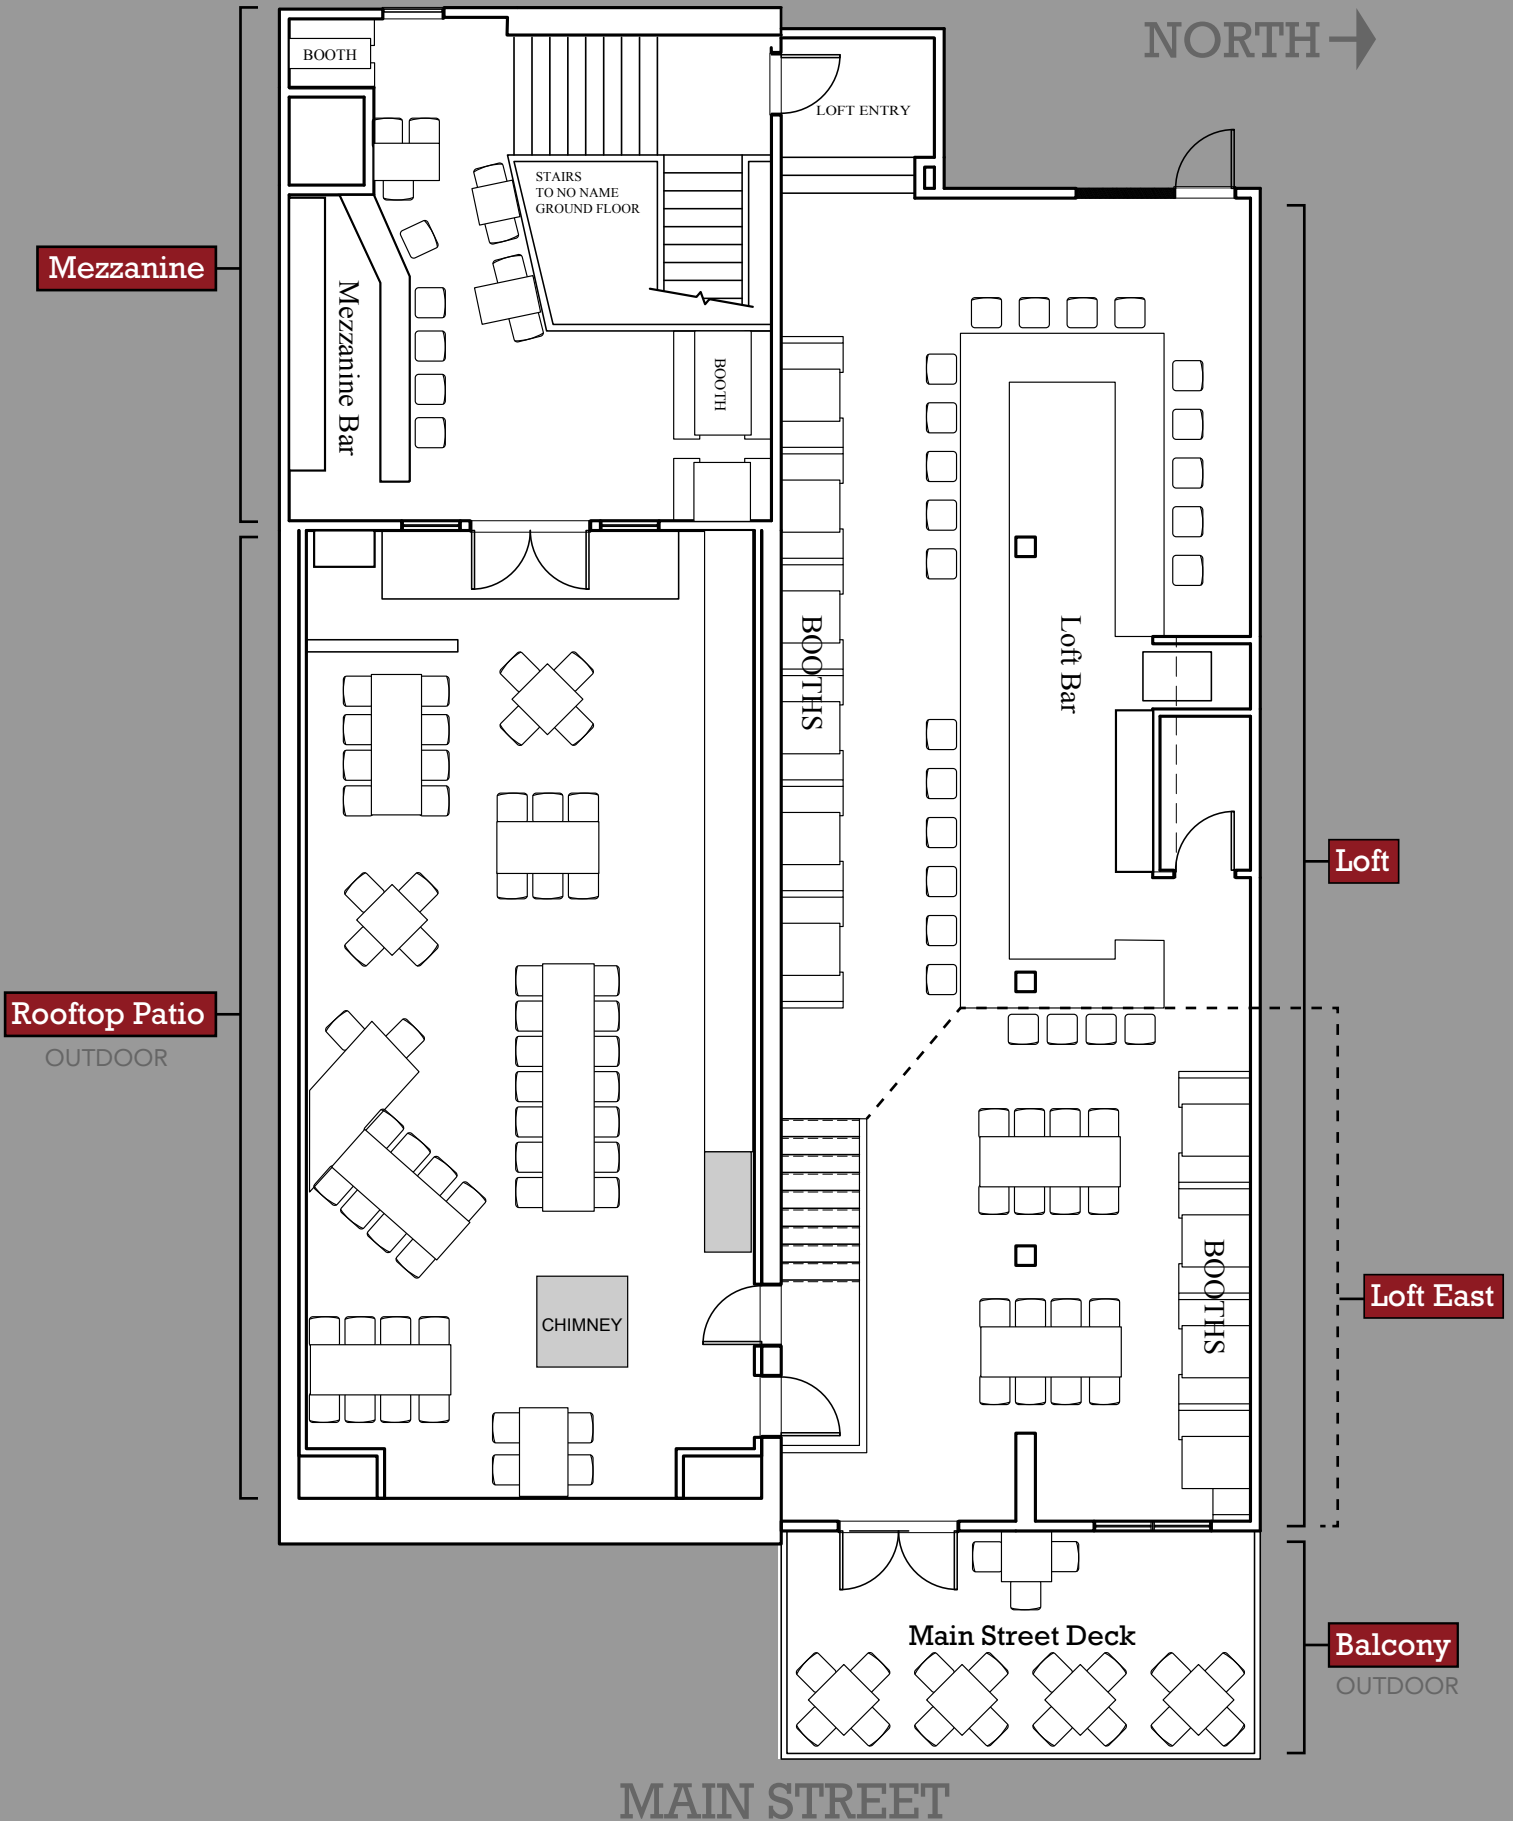 NORTH
BOOTH
LOFT ENTRY
STAIRS
TO NO NAME
GROUND FLOOR
Mezzanine
Mezzanine Bar
BOOTH
BOOTHS
Loft Bar
Loft
Rooftop Patio
OUTDOOR
BOOTHS
Loft East
CHIMNEY
Main Street Deck
Balcony
OUTDOOR
MAIN STREET